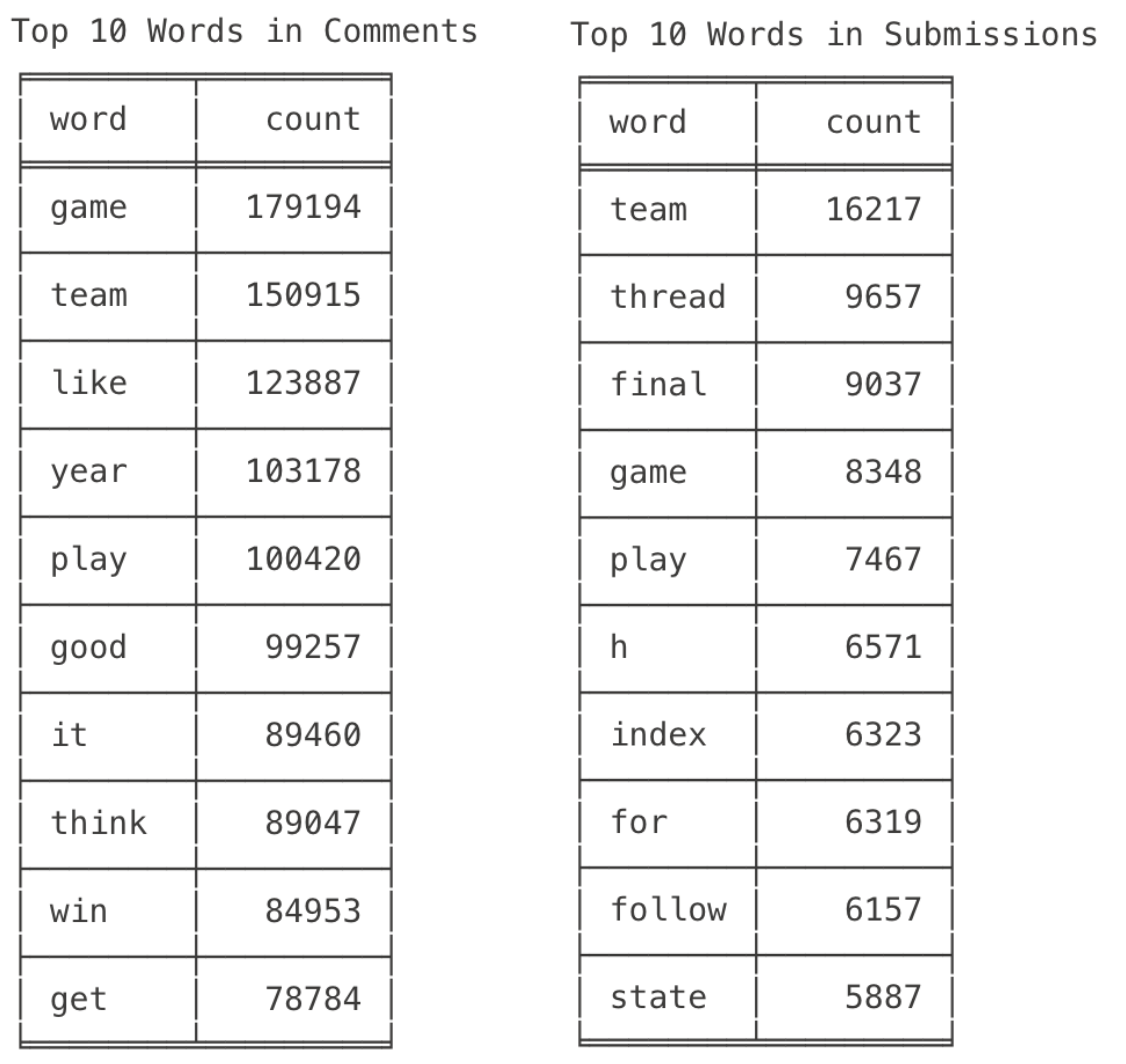 Top 10 Words in Comments
word count
game 179194
team 150915
like 123887
year 103178
play 100420
good 99257
it 89460
think 89047
win 84953
get 78784
Top 10 Words in Submissions
word count
team 16217
thread 9657
final 9037
game 8348
play 7467
h 6571
index 6323
for 6319
follow 6157
state 5887